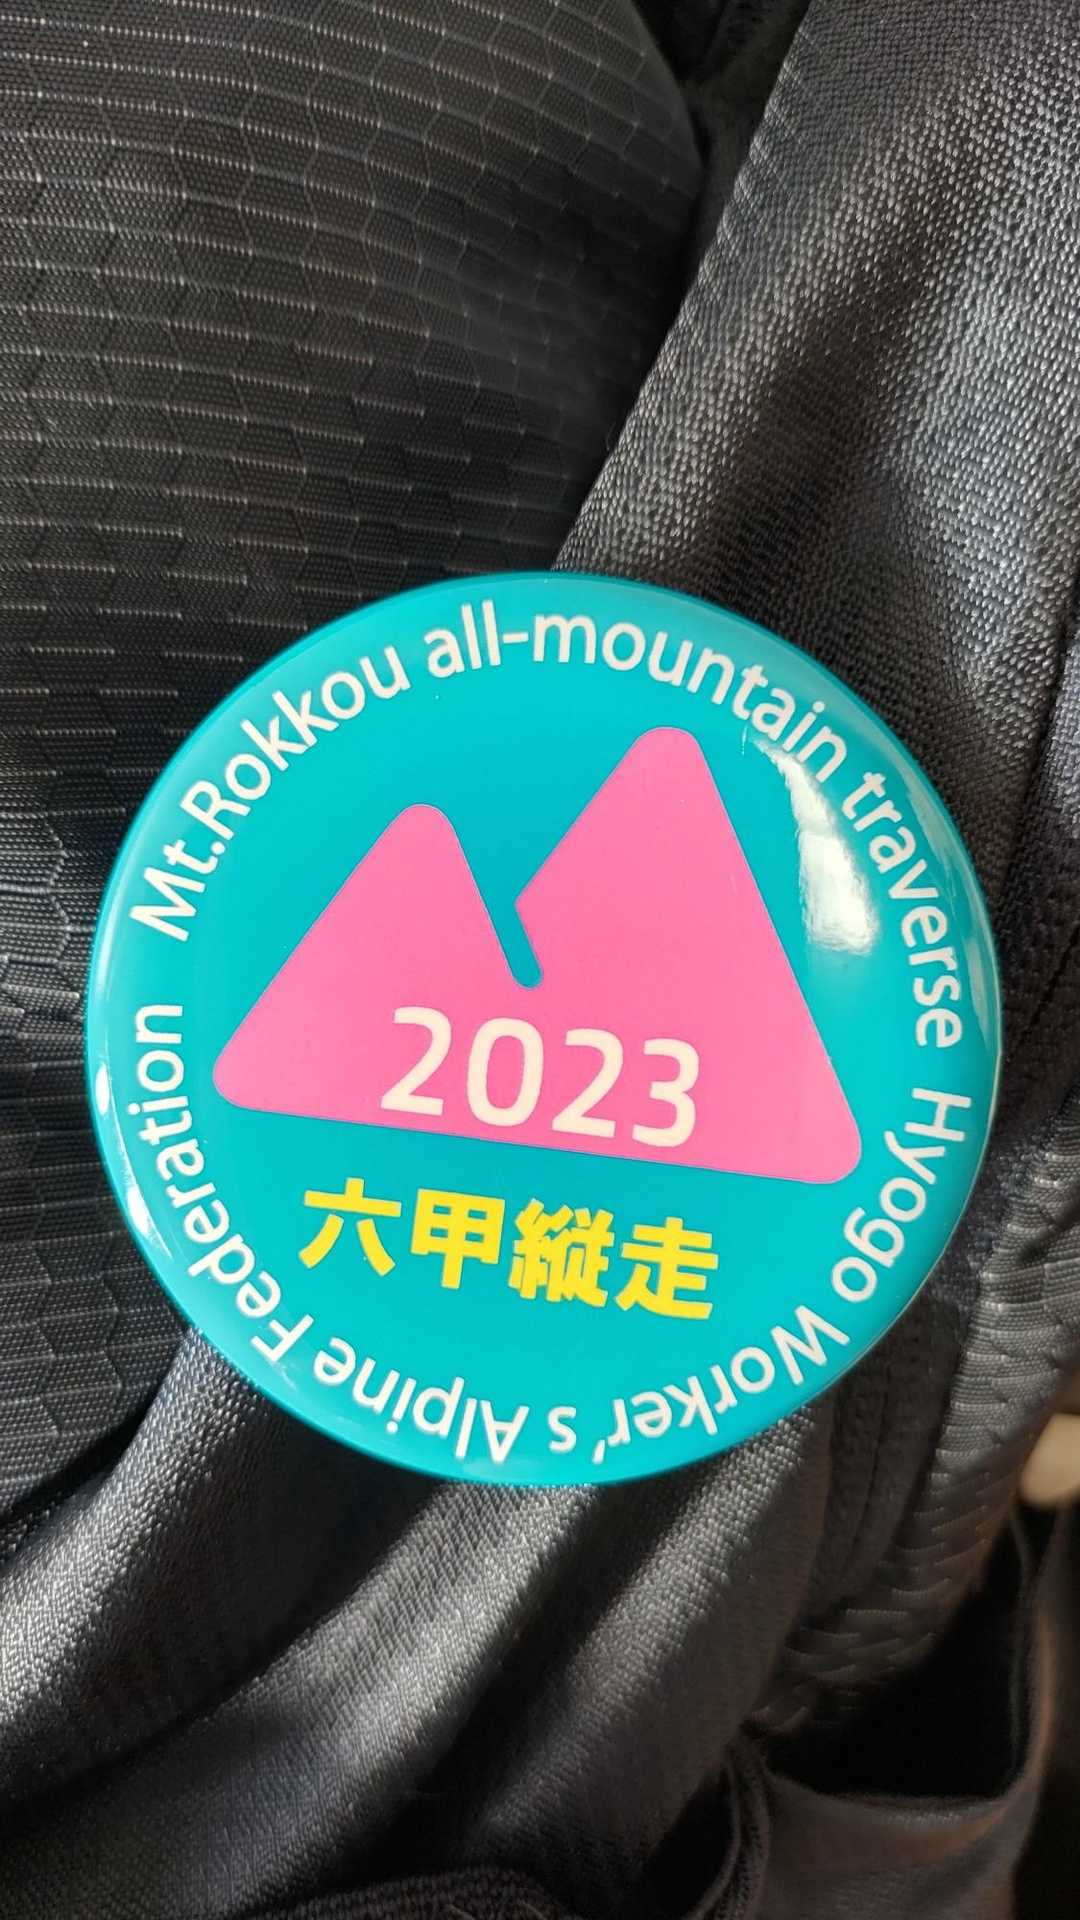 Mt.Rokkou all-mountain traverse
Hyogo Worker's Alpine Federation
2023
六甲縦走